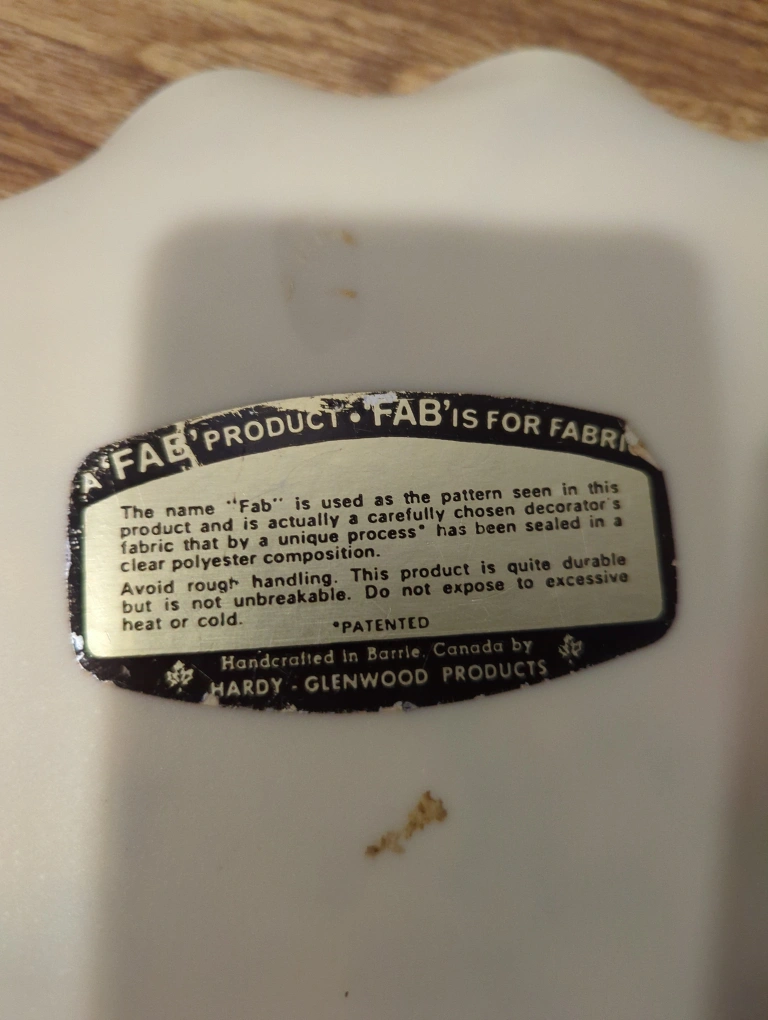 A 'FAB' PRODUCT • 'FAB' IS FOR FABRI
The name "Fab" is used as the pattern seen in this
product and is actually a carefully chosen decorator's
fabric that by a unique process* has been sealed in a
clear polyester composition.
Avoid rough handling. This product is quite durable
but is not unbreakable. Do not expose to excessive
heat or cold.
*PATENTED
Handcrafted in Barrie, Canada by
HARDY - GLENWOOD PRODUCTS